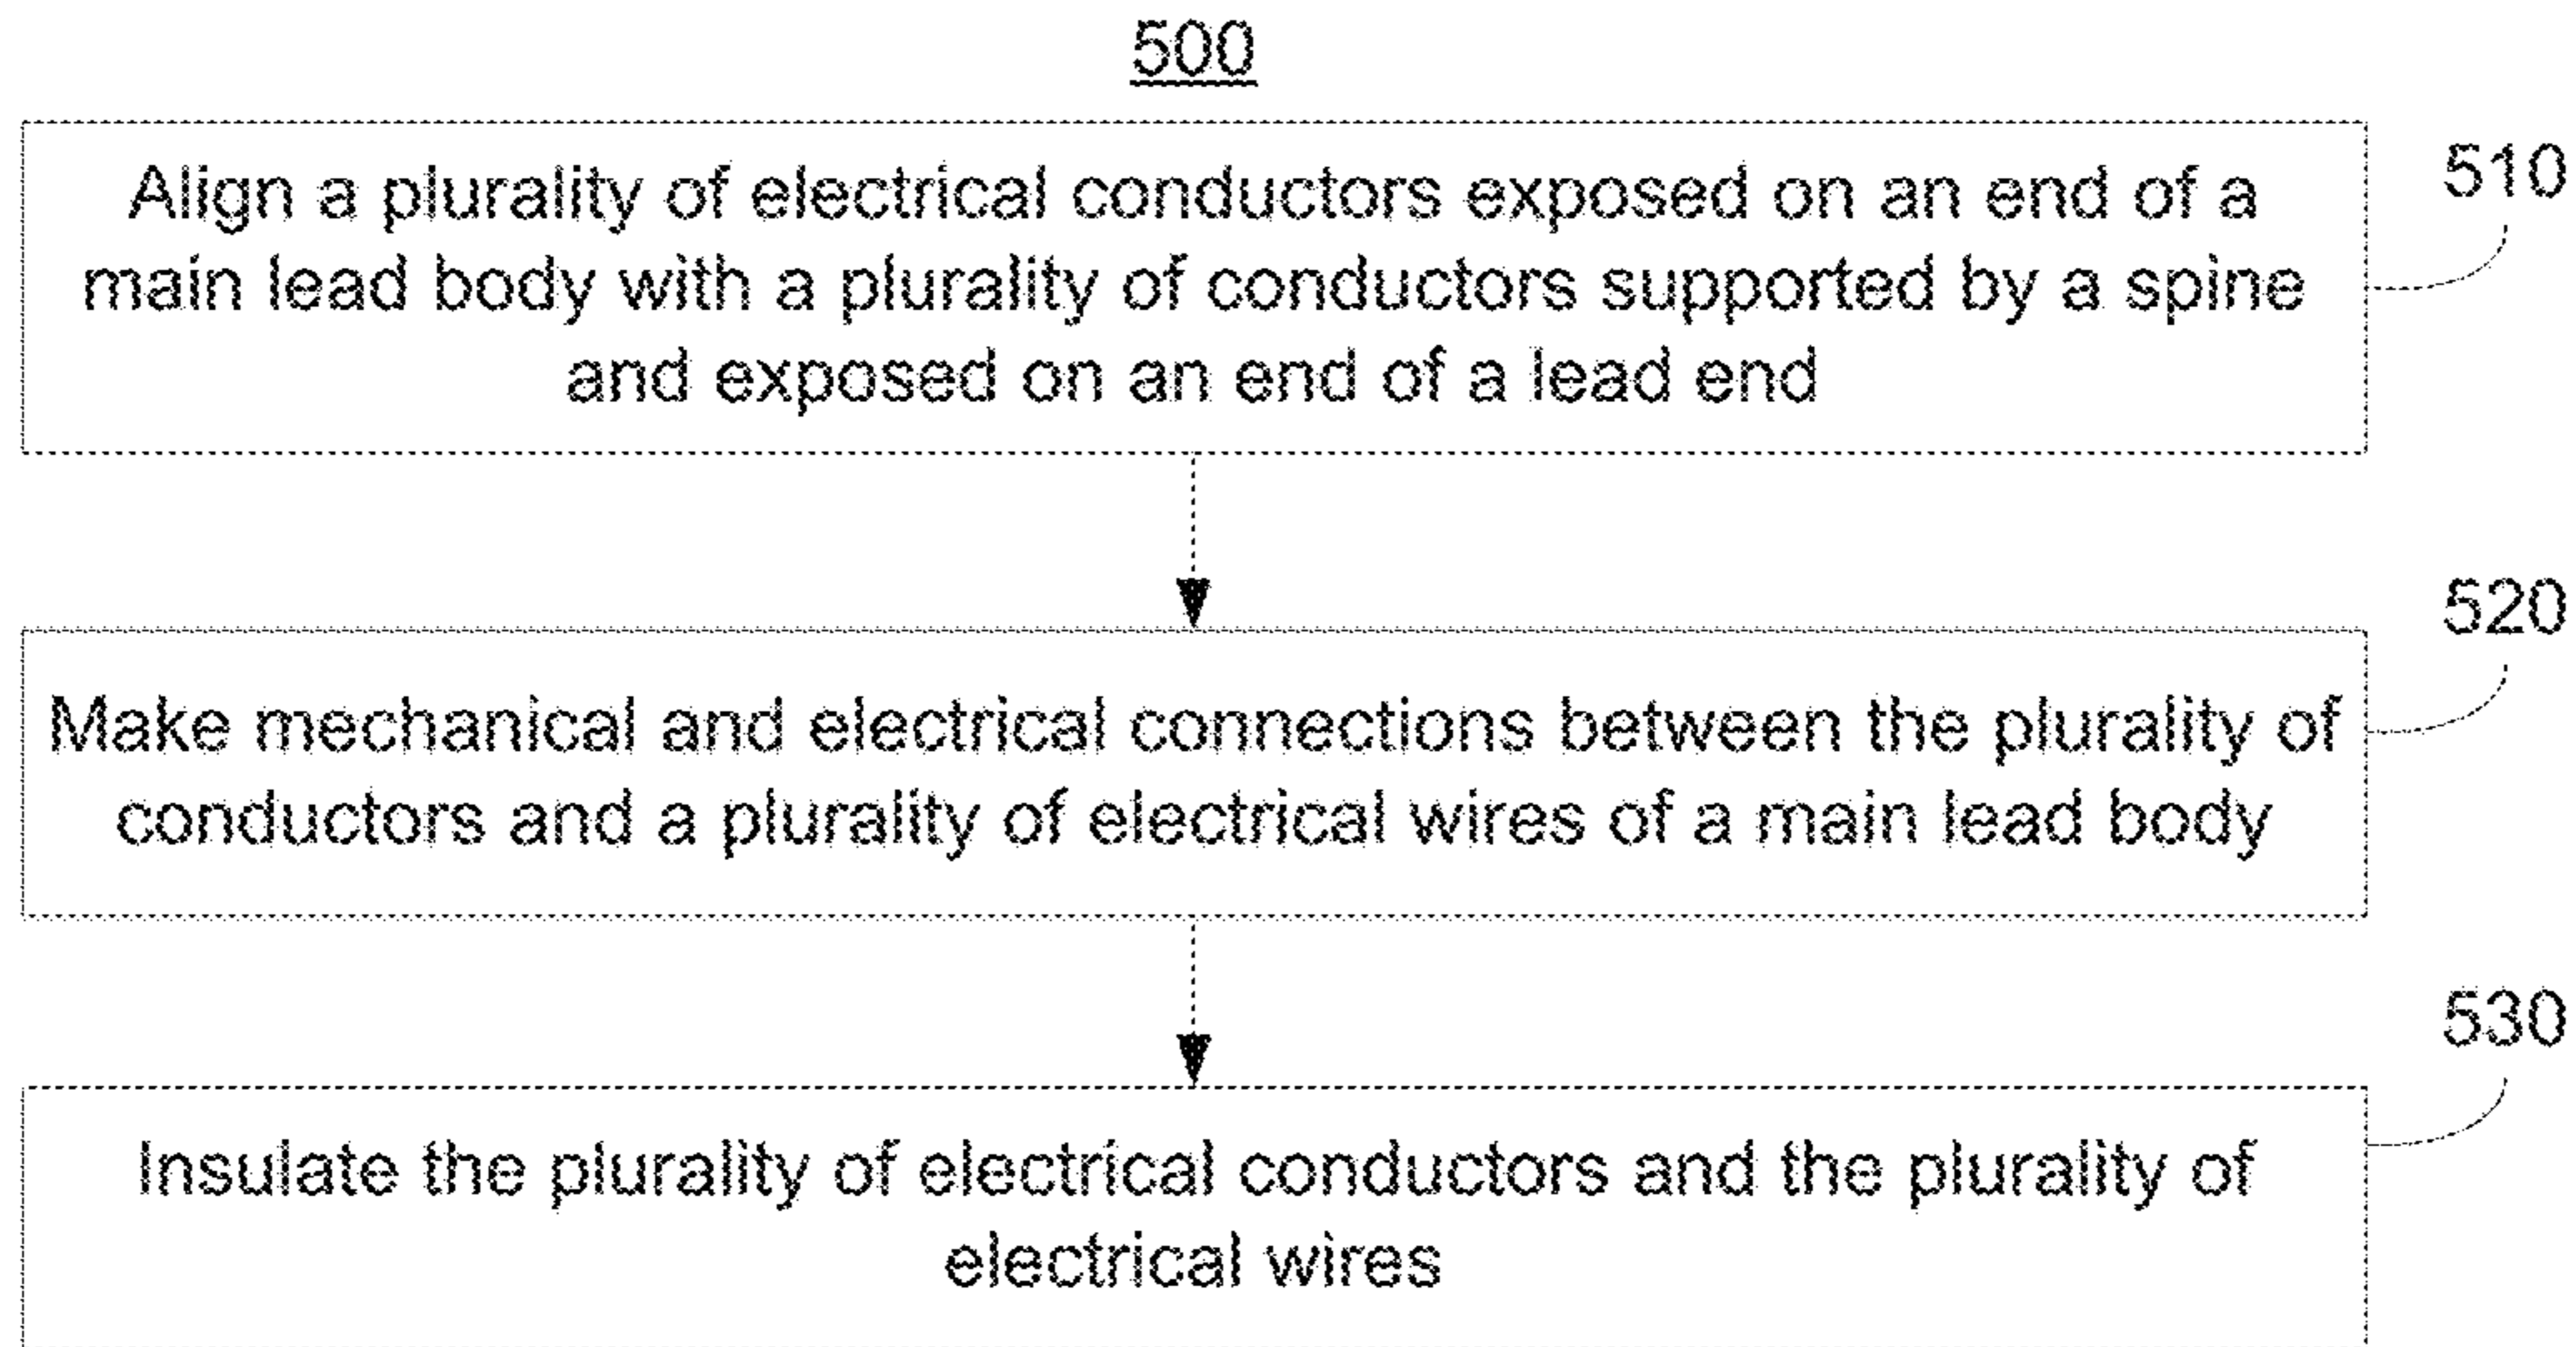 500
Align a plurality of electrical conductors exposed on an end of a
main lead body with a plurality of conductors supported by a spine
and exposed on an end of a lead end
510
Make mechanical and electrical connections between the plurality of
conductors and a plurality of electrical wires of a main lead body
520
Insulate the plurality of electrical conductors and the plurality of
electrical wires
530